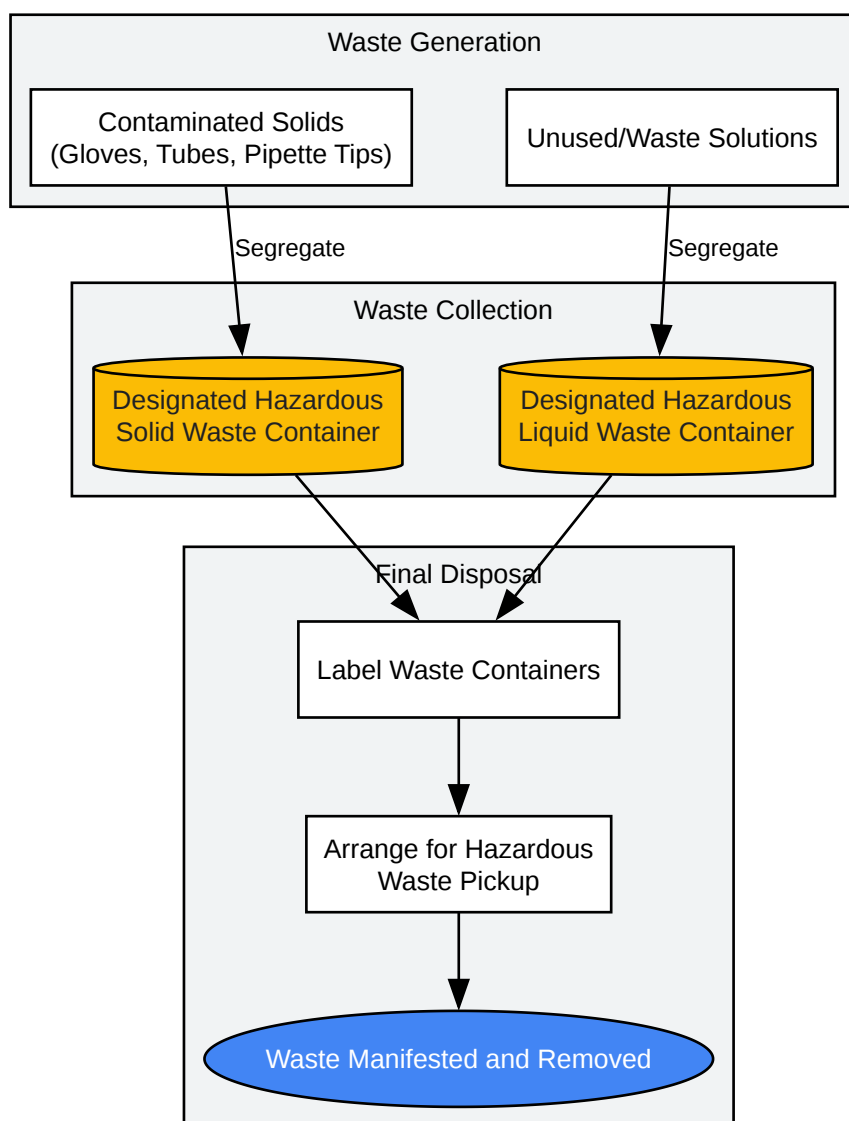 Waste Generation
Contaminated Solids
(Gloves, Tubes, Pipette Tips)
Unused/Waste Solutions
Segregate
Segregate
Waste Collection
Designated Hazardous
Solid Waste Container
Designated Hazardous
Liquid Waste Container
Final Disposal
Label Waste Containers
Arrange for Hazardous
Waste Pickup
Waste Manifested and Removed